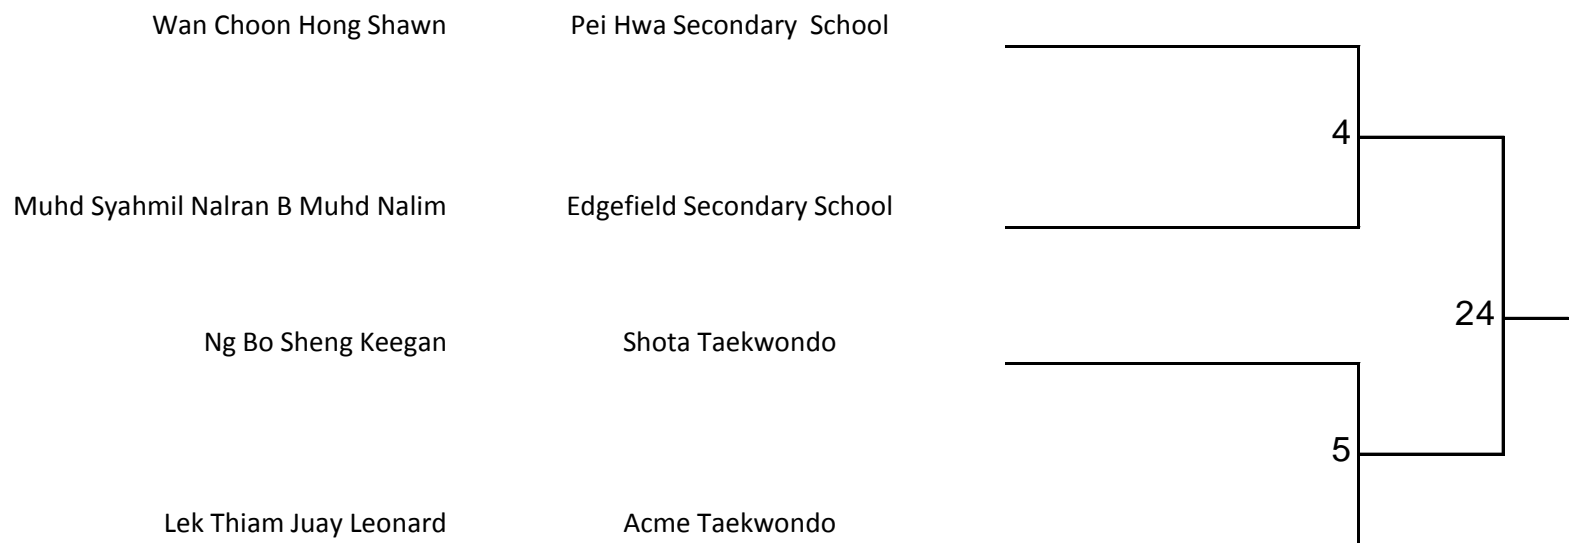 Wan Choon Hong Shawn Pei Hwa Secondary  School
4
Muhd Syahmil Nalran B Muhd Nalim Edgefield Secondary School
24
Ng Bo Sheng Keegan Shota Taekwondo
5
Lek Thiam Juay Leonard Acme Taekwondo